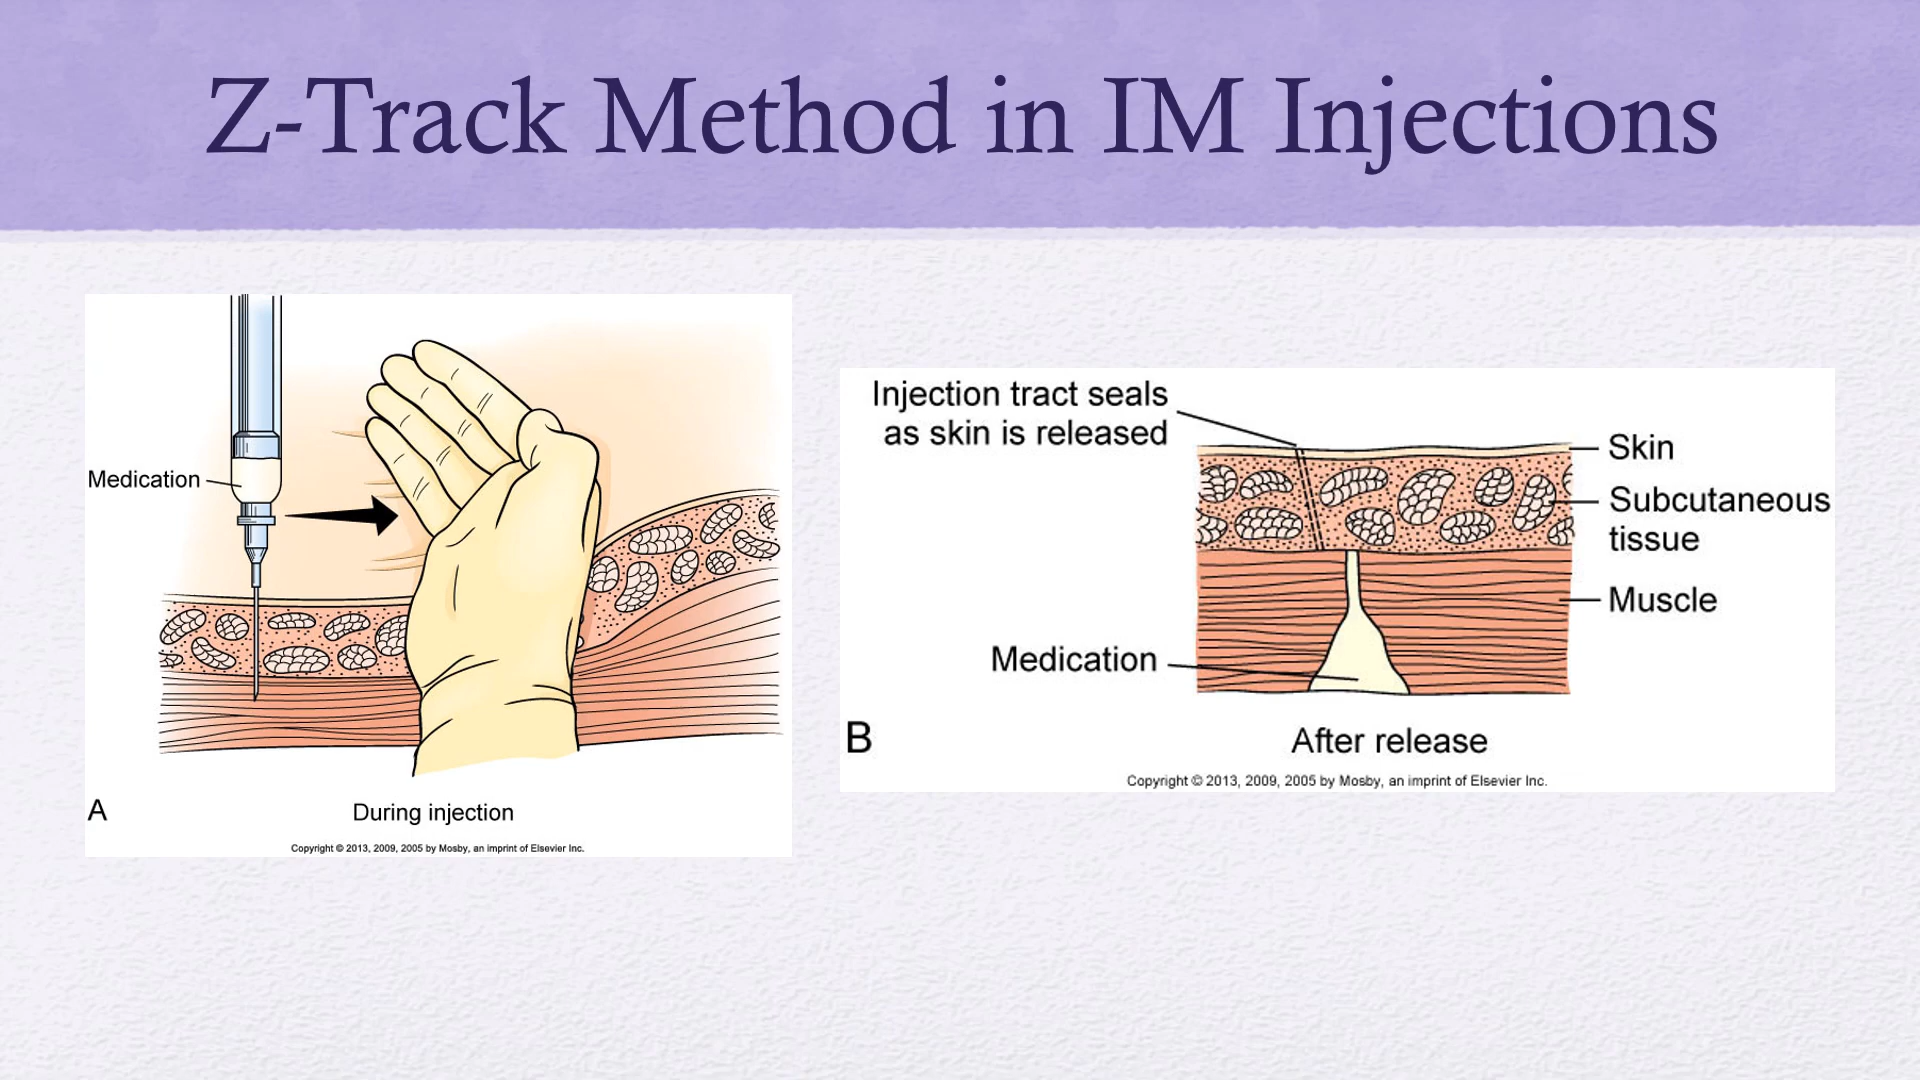 Z-Track Method in IM Injections
Medication
A
During injection
Copyright © 2013, 2009, 2005 by Mosby, an imprint of Elsevier Inc.
Injection tract seals
as skin is released
Skin
Subcutaneous
tissue
Muscle
Medication
B
After release
Copyright © 2013, 2009, 2005 by Mosby, an imprint of Elsevier Inc.